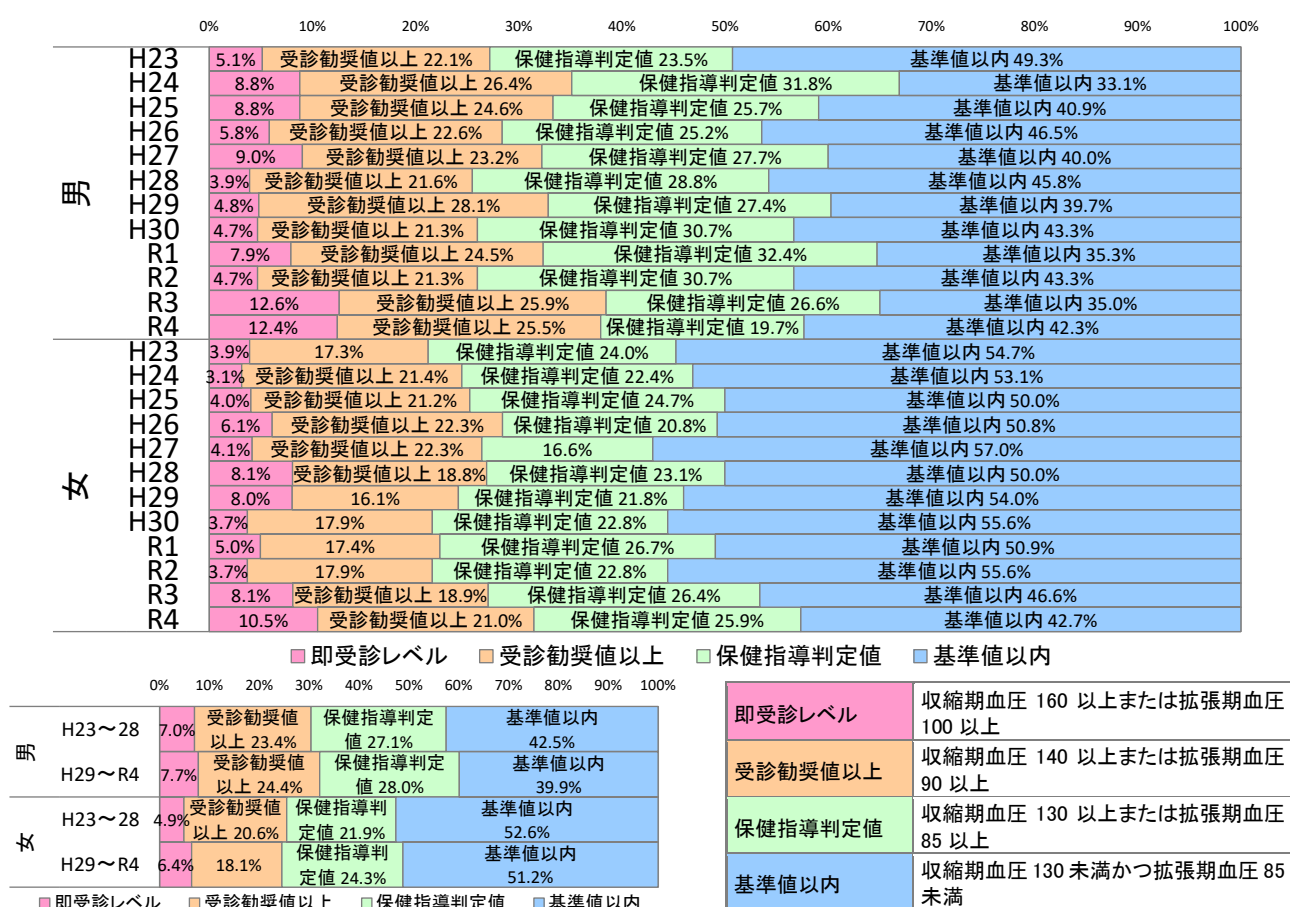 0% 10% 20% 30% 40% 50% 60% 70% 80% 90% 100%
男
H23 5.1% 受診勧奨値以上 22.1% 保健指導判定値 23.5% 基準値以内 49.3%
H24 8.8% 受診勧奨値以上 26.4% 保健指導判定値 31.8% 基準値以内 33.1%
H25 8.8% 受診勧奨値以上 24.6% 保健指導判定値 25.7% 基準値以内 40.9%
H26 5.8% 受診勧奨値以上 22.6% 保健指導判定値 25.2% 基準値以内 46.5%
H27 9.0% 受診勧奨値以上 23.2% 保健指導判定値 27.7% 基準値以内 40.0%
H28 3.9% 受診勧奨値以上 21.6% 保健指導判定値 28.8% 基準値以内 45.8%
H29 4.8% 受診勧奨値以上 28.1% 保健指導判定値 27.4% 基準値以内 39.7%
H30 4.7% 受診勧奨値以上 21.3% 保健指導判定値 30.7% 基準値以内 43.3%
R1 7.9% 受診勧奨値以上 24.5% 保健指導判定値 32.4% 基準値以内 35.3%
R2 4.7% 受診勧奨値以上 21.3% 保健指導判定値 30.7% 基準値以内 43.3%
R3 12.6% 受診勧奨値以上 25.9% 保健指導判定値 26.6% 基準値以内 35.0%
R4 12.4% 受診勧奨値以上 25.5% 保健指導判定値 19.7% 基準値以内 42.3%
女
H23 3.9% 17.3% 保健指導判定値 24.0% 基準値以内 54.7%
H24 3.1% 受診勧奨値以上 21.4% 保健指導判定値 22.4% 基準値以内 53.1%
H25 4.0% 受診勧奨値以上 21.2% 保健指導判定値 24.7% 基準値以内 50.0%
H26 6.1% 受診勧奨値以上 22.3% 保健指導判定値 20.8% 基準値以内 50.8%
H27 4.1% 受診勧奨値以上 22.3% 16.6% 基準値以内 57.0%
H28 8.1% 受診勧奨値以上 18.8% 保健指導判定値 23.1% 基準値以内 50.0%
H29 8.0% 16.1% 保健指導判定値 21.8% 基準値以内 54.0%
H30 3.7% 17.9% 保健指導判定値 22.8% 基準値以内 55.6%
R1 5.0% 17.4% 保健指導判定値 26.7% 基準値以内 50.9%
R2 3.7% 17.9% 保健指導判定値 22.8% 基準値以内 55.6%
R3 8.1% 受診勧奨値以上 18.9% 保健指導判定値 26.4% 基準値以内 46.6%
R4 10.5% 受診勧奨値以上 21.0% 保健指導判定値 25.9% 基準値以内 42.7%
即受診レベル 受診勧奨値以上 保健指導判定値 基準値以内
0% 10% 20% 30% 40% 50% 60% 70% 80% 90% 100%
男
H23～28 7.0% 受診勧奨値 保健指導判定 基準値以内
以上 23.4% 値 27.1% 42.5%
H29～R4 7.7% 受診勧奨値 保健指導判定 基準値以内
以上 24.4% 値 28.0% 39.9%
女
H23～28 4.9% 受診勧奨値 保健指導判 基準値以内
以上 20.6% 定値 21.9% 52.6%
H29～R4 6.4% 18.1% 保健指導判 基準値以内
定値 24.3% 51.2%
即受診レベル 受診勧奨値以上 保健指導判定値 基準値以内
即受診レベル 収縮期血圧 160 以上または拡張期血圧
100 以上
受診勧奨値以上 収縮期血圧 140 以上または拡張期血圧
90 以上
保健指導判定値 収縮期血圧 130 以上または拡張期血圧
85 以上
基準値以内 収縮期血圧 130 未満かつ拡張期血圧 85
未満